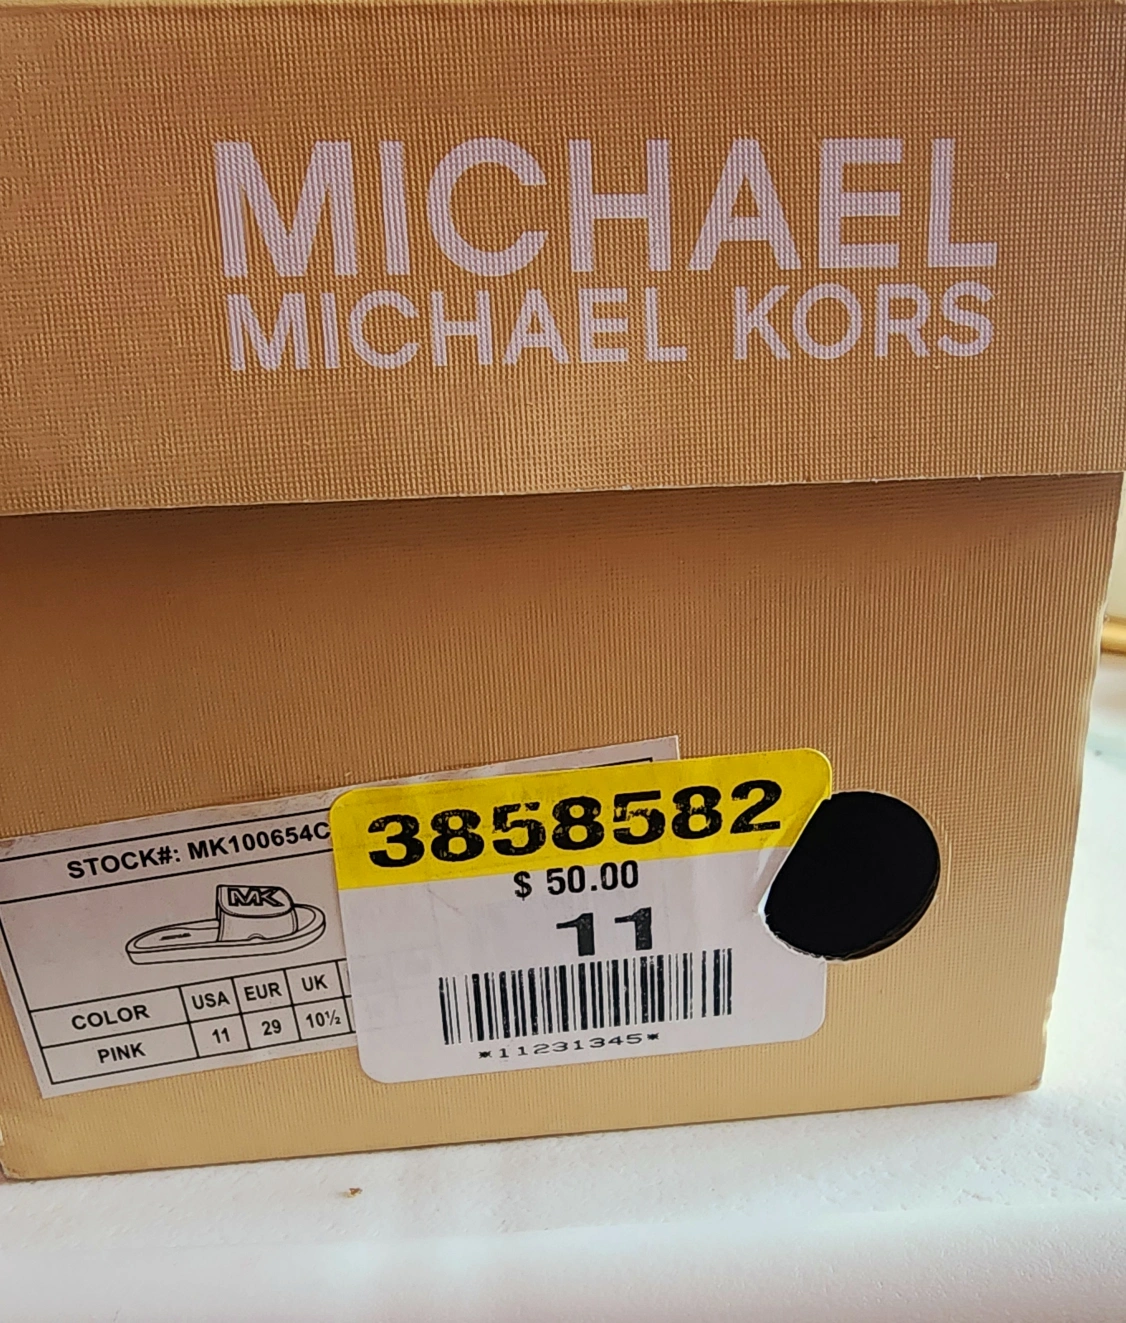 MICHAEL
MICHAEL KORS
STOCK#: MK100654C
MK
COLOR USA EUR UK
PINK 11 29 10½
3858582
$ 50.00
11
*11231345*